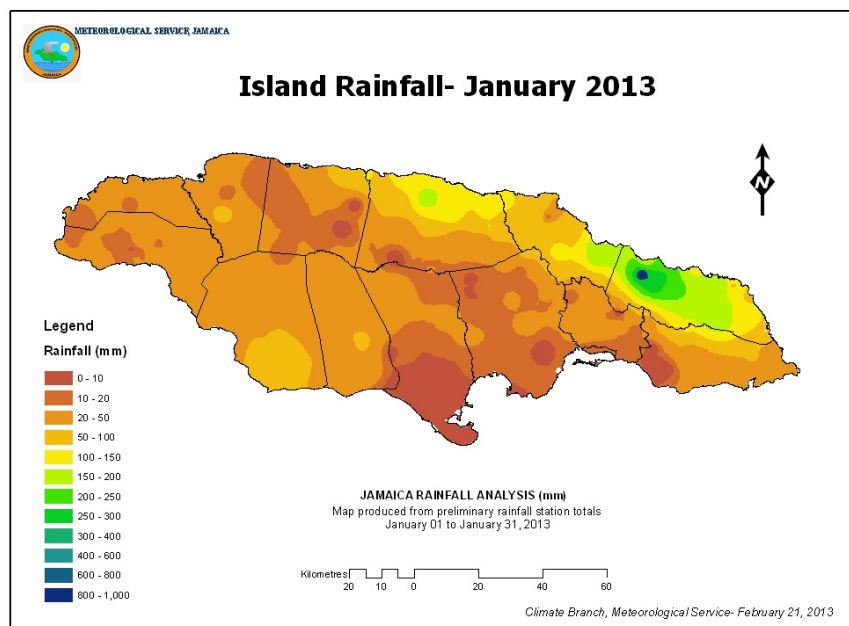 METEOROLOGICAL SERVICE, JAMAICA
Island Rainfall- January 2013
N
Legend
Rainfall (mm)
0 - 10
10 - 20
20 - 50
50 - 100
100 - 150
150 - 200
200 - 250
250 - 300
300 - 400
400 - 600
600 - 800
800 - 1,000
JAMAICA RAINFALL ANALYSIS (mm)
Map produced from preliminary rainfall station totals
January 01 to January 31, 2013
Kilometres
20 10 0 20 40 60
Climate Branch, Meteorological Service- February 21, 2013